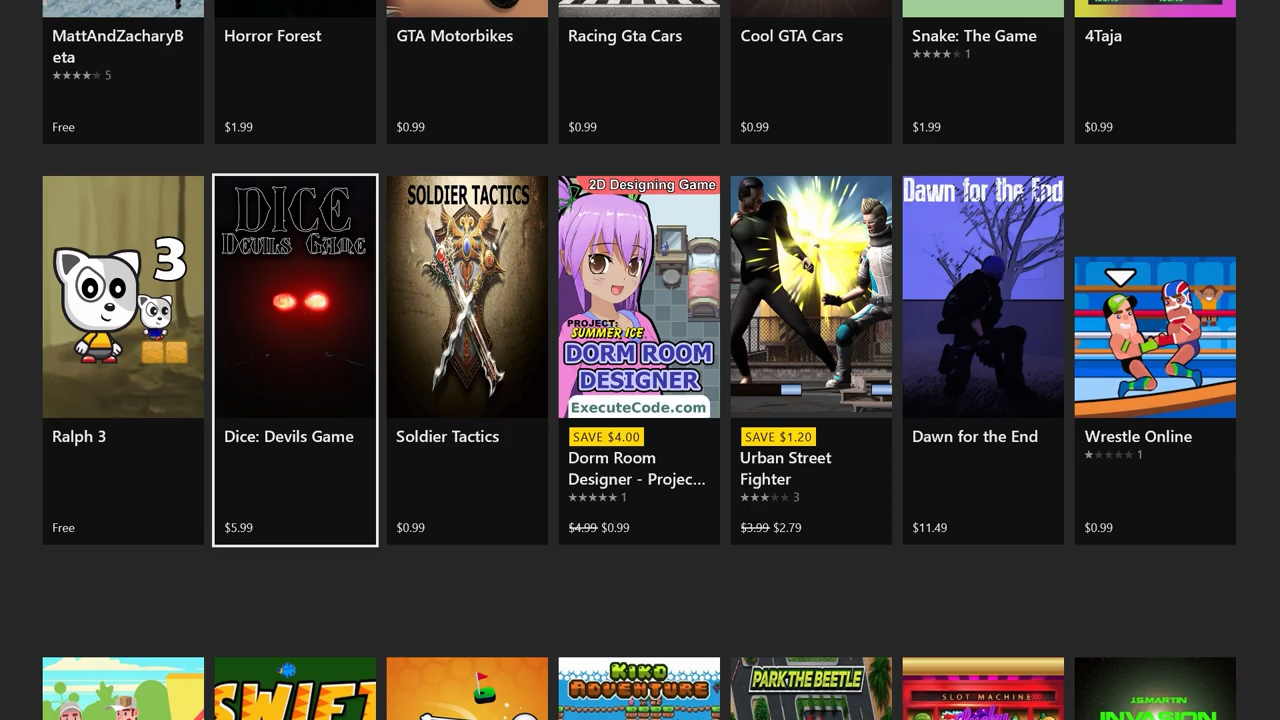 MattAndZacharyB
eta
5
Free
Horror Forest
$1.99
GTA Motorbikes
$0.99
Racing Gta Cars
$0.99
Cool GTA Cars
$0.99
Snake: The Game
1
$1.99
4Taja
$0.99
3
Ralph 3
Free
DICE
DEVILS GAME
Dice: Devils Game
$5.99
SOLDIER TACTICS
Soldier Tactics
$0.99
2D Designing Game
PROJECT:
SUMMER ICE
DORM ROOM
DESIGNER
ExecuteCode.com
SAVE $4.00
Dorm Room
Designer - Projec...
1
$4.99 $0.99
SAVE $1.20
Urban Street
Fighter
3
$3.99 $2.79
Dawn for the End
Dawn for the End
$11.49
Wrestle Online
1
$0.99
SWIFT
KIKO
ADVENTURE
PARK THE BEETLE
SLOT MACHINE
J.S.MARTIN
INVASION